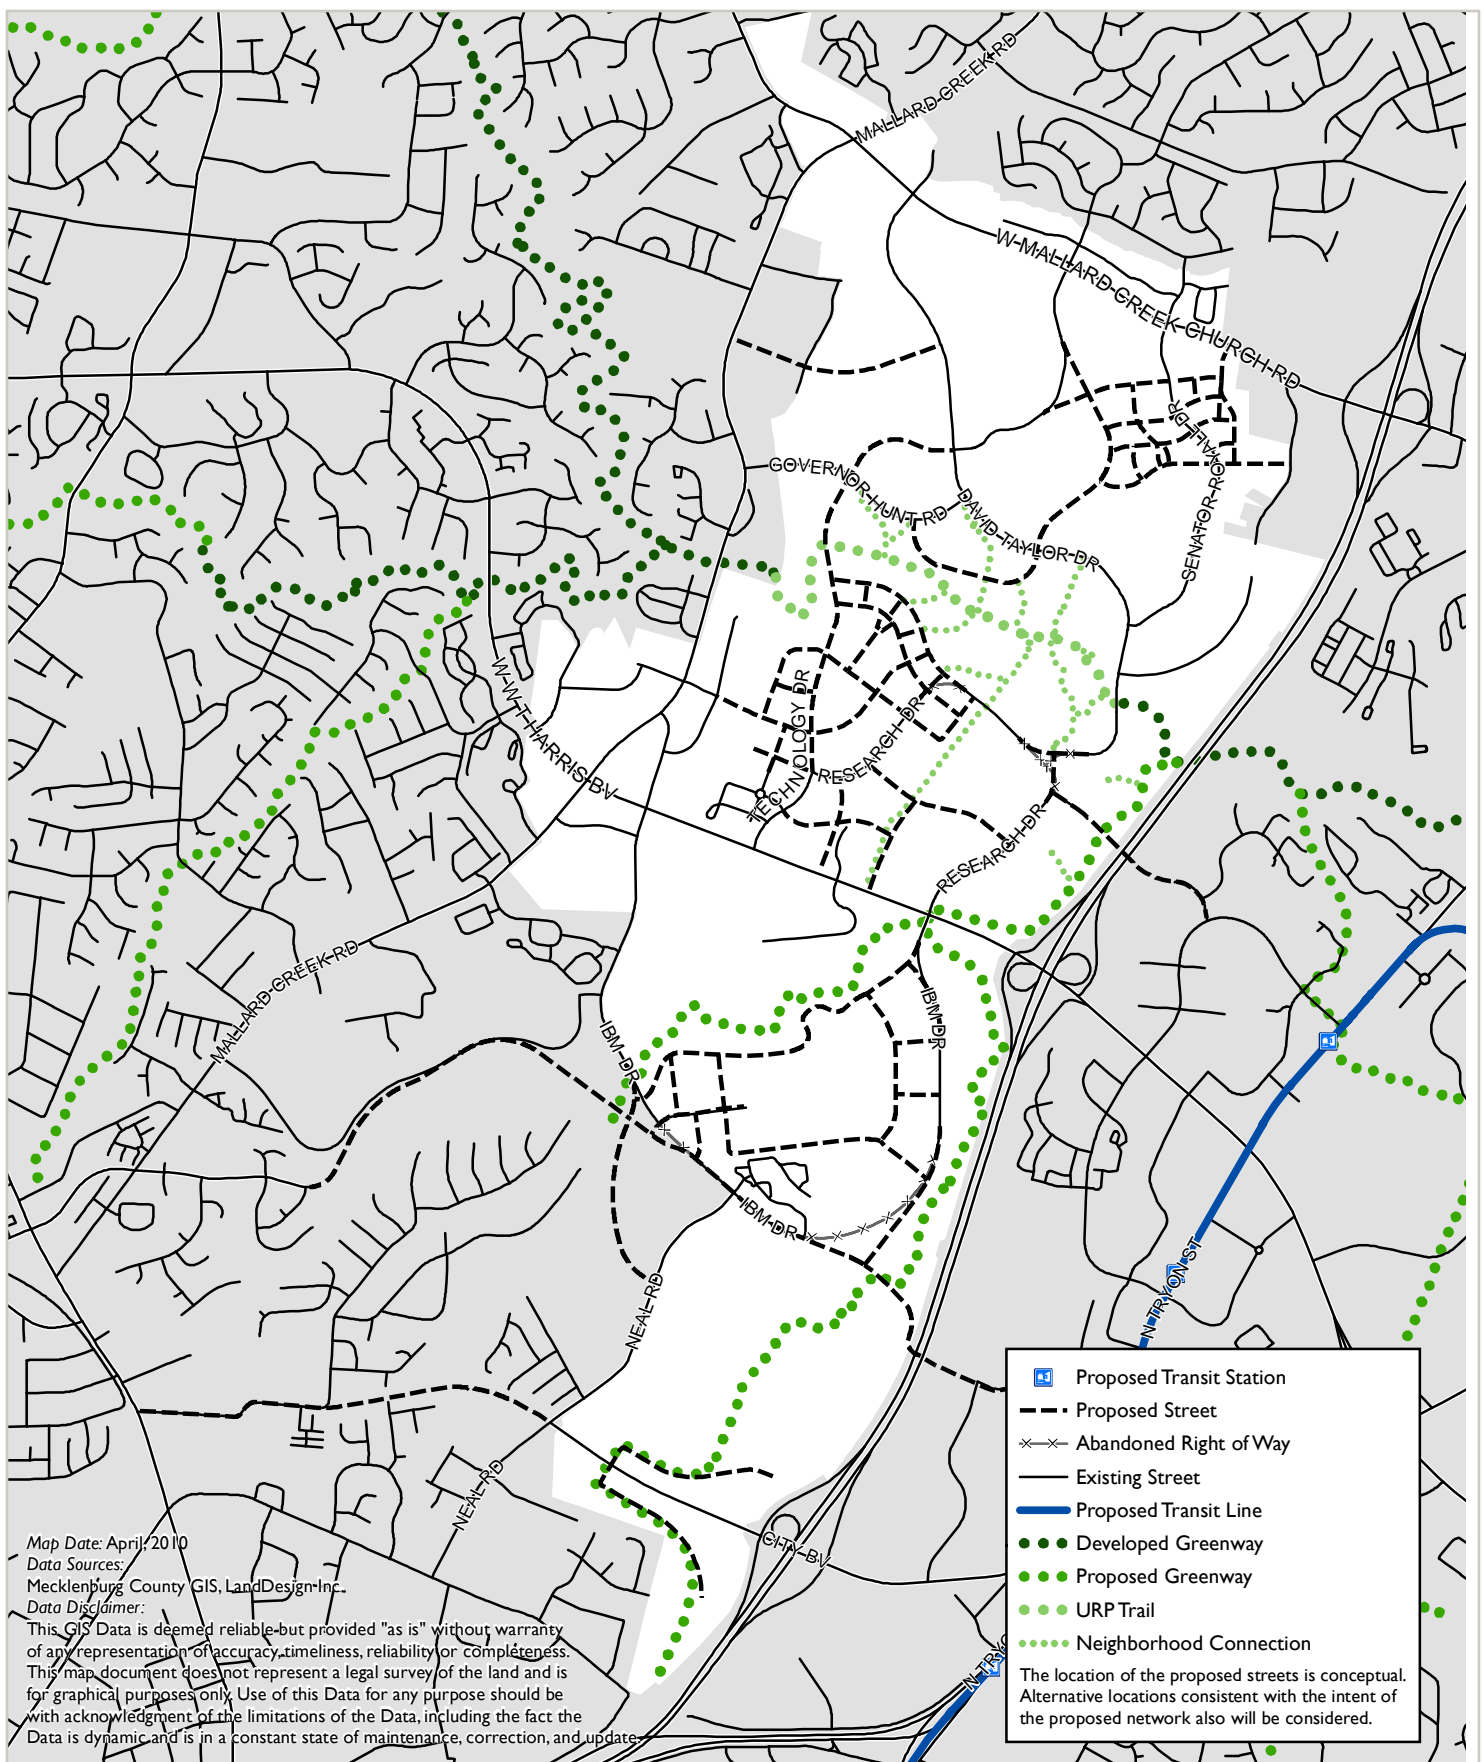 MALLARD CREEK RD
W MALLARD CREEK CHURCH RD
SENATOR ROYALL DR
GOVERNOR HUNT RD
DAVID TAYLOR DR
W W T HARRIS BV
TECHNOLOGY DR
RESEARCH DR
RESEARCH DR
MALLARD CREEK RD
IBM DR
IBM DR
IBM DR
NEAL RD
N TRYON ST
NEAL RD
CITY BV
N TRYO
Proposed Transit Station
Proposed Street
Abandoned Right of Way
Existing Street
Proposed Transit Line
Developed Greenway
Proposed Greenway
URP Trail
Neighborhood Connection
The location of the proposed streets is conceptual.
Alternative locations consistent with the intent of
the proposed network also will be considered.
Map Date: April, 2010
Data Sources:
Mecklenburg County GIS, LandDesign Inc.
Data Disclaimer:
This GIS Data is deemed reliable but provided "as is" without warranty
of any representation of accuracy, timeliness, reliability or completeness.
This map document does not represent a legal survey of the land and is
for graphical purposes only. Use of this Data for any purpose should be
with acknowledgment of the limitations of the Data, including the fact the
Data is dynamic and is in a constant state of maintenance, correction, and update.